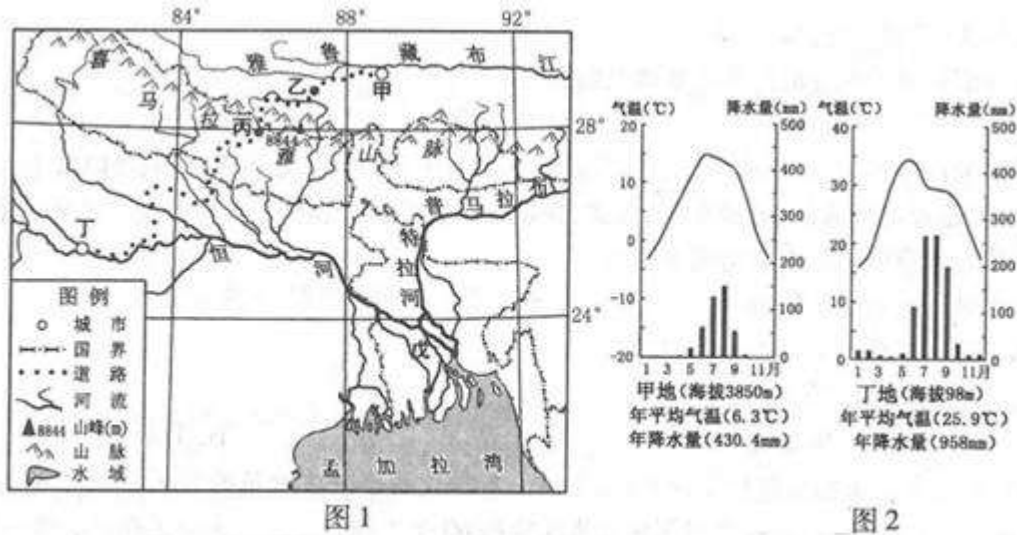 84° 88° 92°
雅 鲁 藏 布 江
喜
马
拉
雅
山
脉
甲
乙
丙
8844
28°
普
特
拉
河
马
拉
加
丁
恒 河
24°
戊
孟 加 拉 湾
图 例
城 市
国 界
道 路
河 流
8844 山峰(m)
山 脉
水 域
图1
气温(℃) 降水量(mm)
20 500
10 400
300
0
200
-10
100
-20 0
1 3 5 7 9 11月
甲地(海拔3850m)
年平均气温(6.3℃)
年降水量(430.4mm)
气温(℃) 降水量(mm)
40 500
400
30
300
20
200
10
100
0 0
1 3 5 7 9 11月
丁地(海拔98m)
年平均气温(25.9℃)
年降水量(958mm)
图2